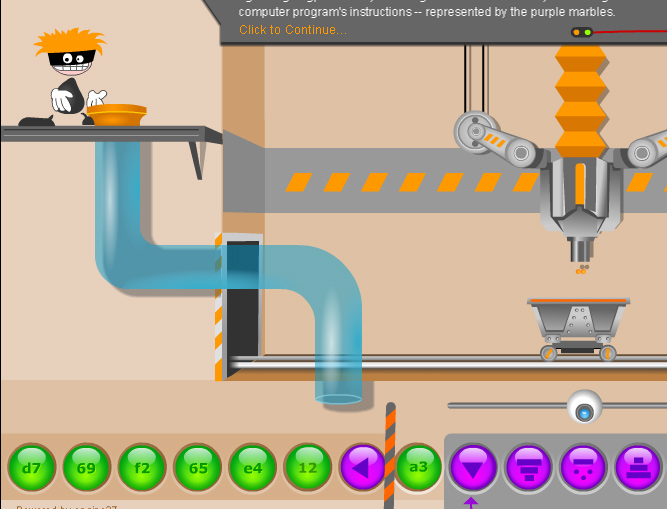 computer program's instructions -- represented by the purple marbles.
Click to Continue...
d7 69 f2 65 e4 12 a3